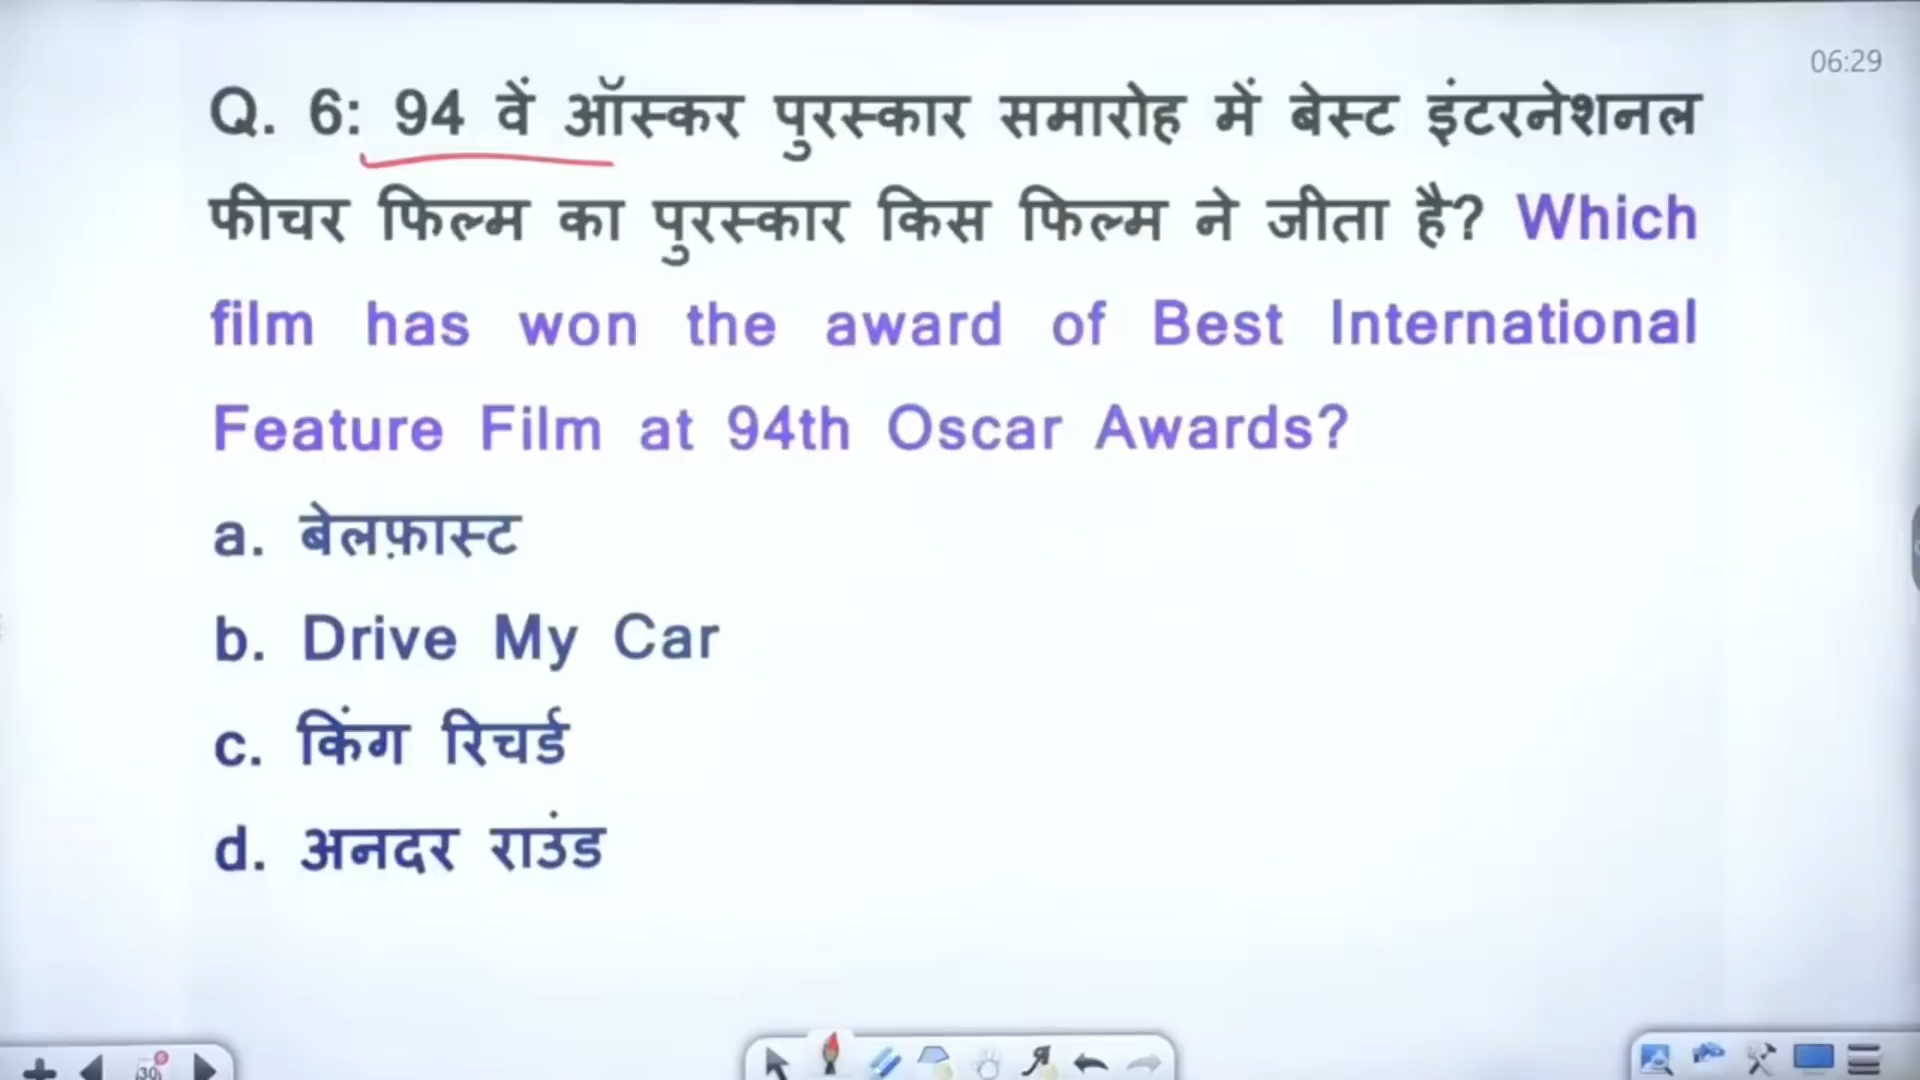 06:29
Q. 6: 94 वें ऑस्कर पुरस्कार समारोह में बेस्ट इंटरनेशनल
फीचर फिल्म का पुरस्कार किस फिल्म ने जीता है? Which
film has won the award of Best International
Feature Film at 94th Oscar Awards?
a. बेलफ़ास्ट
b. Drive My Car
c. किंग रिचर्ड
d. अनदर राउंड
30